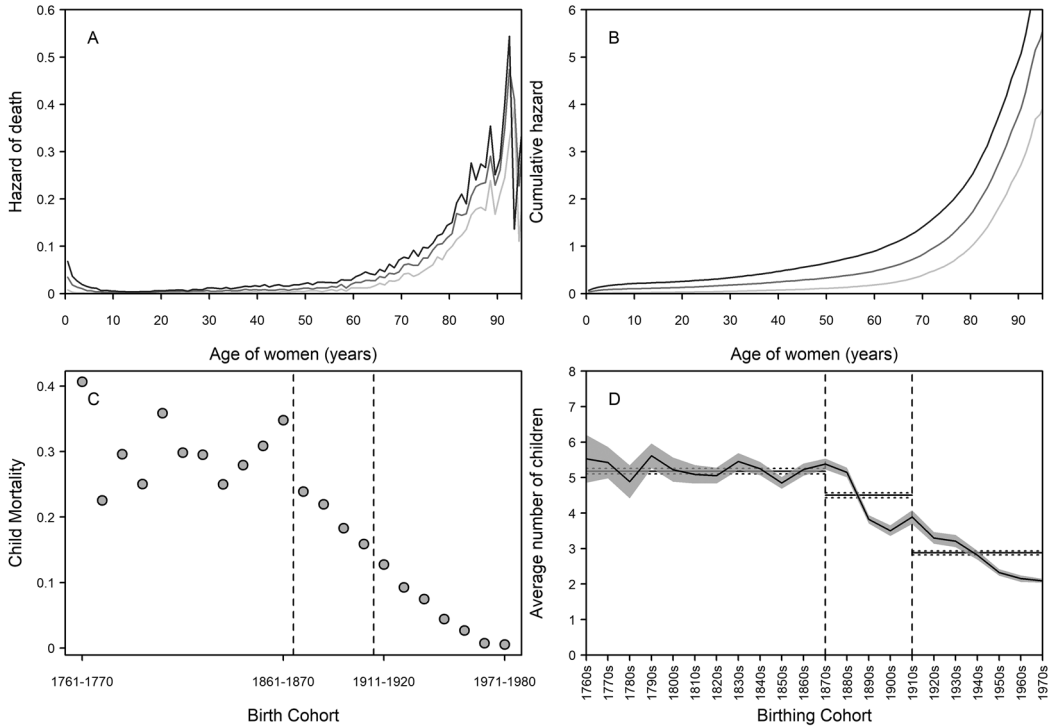 A
Hazard of death
0.6
0.5
0.4
0.3
0.2
0.1
0
0 10 20 30 40 50 60 70 80 90
Age of women (years)
B
Cumulative hazard
6
5
4
3
2
1
0
0 10 20 30 40 50 60 70 80 90
Age of women (years)
C
Child Mortality
0.4
0.3
0.2
0.1
0
1761-1770 1861-1870 1911-1920 1971-1980
Birth Cohort
D
Average number of children
8
7
6
5
4
3
2
1
0
1760s 1770s 1780s 1790s 1800s 1810s 1820s 1830s 1840s 1850s 1860s 1870s 1880s 1890s 1900s 1910s 1920s 1930s 1940s 1950s 1960s 1970s
Birthing Cohort